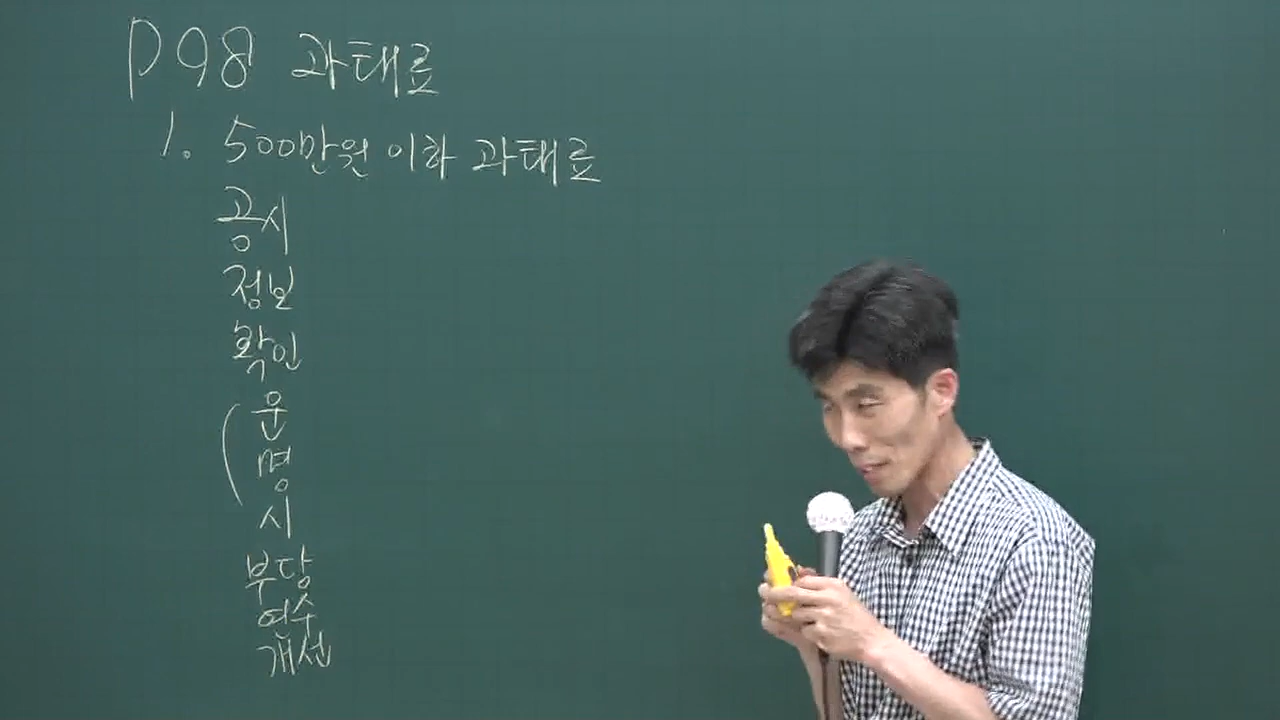 P98 과태료
1. 500만원 이하 과태료
공시
정보
확인
운
명
시
부당
연수
개선